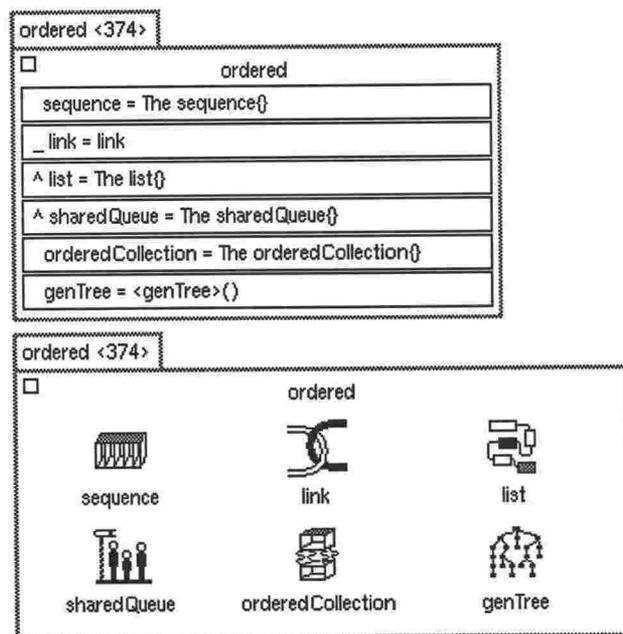 ordered <374>
ordered
sequence = The sequence{}
_ link = link
^ list = The list{}
^ sharedQueue = The sharedQueue{}
orderedCollection = The orderedCollection{}
genTree = <genTree>()
ordered <374>
ordered
sequence link list
sharedQueue orderedCollection genTree